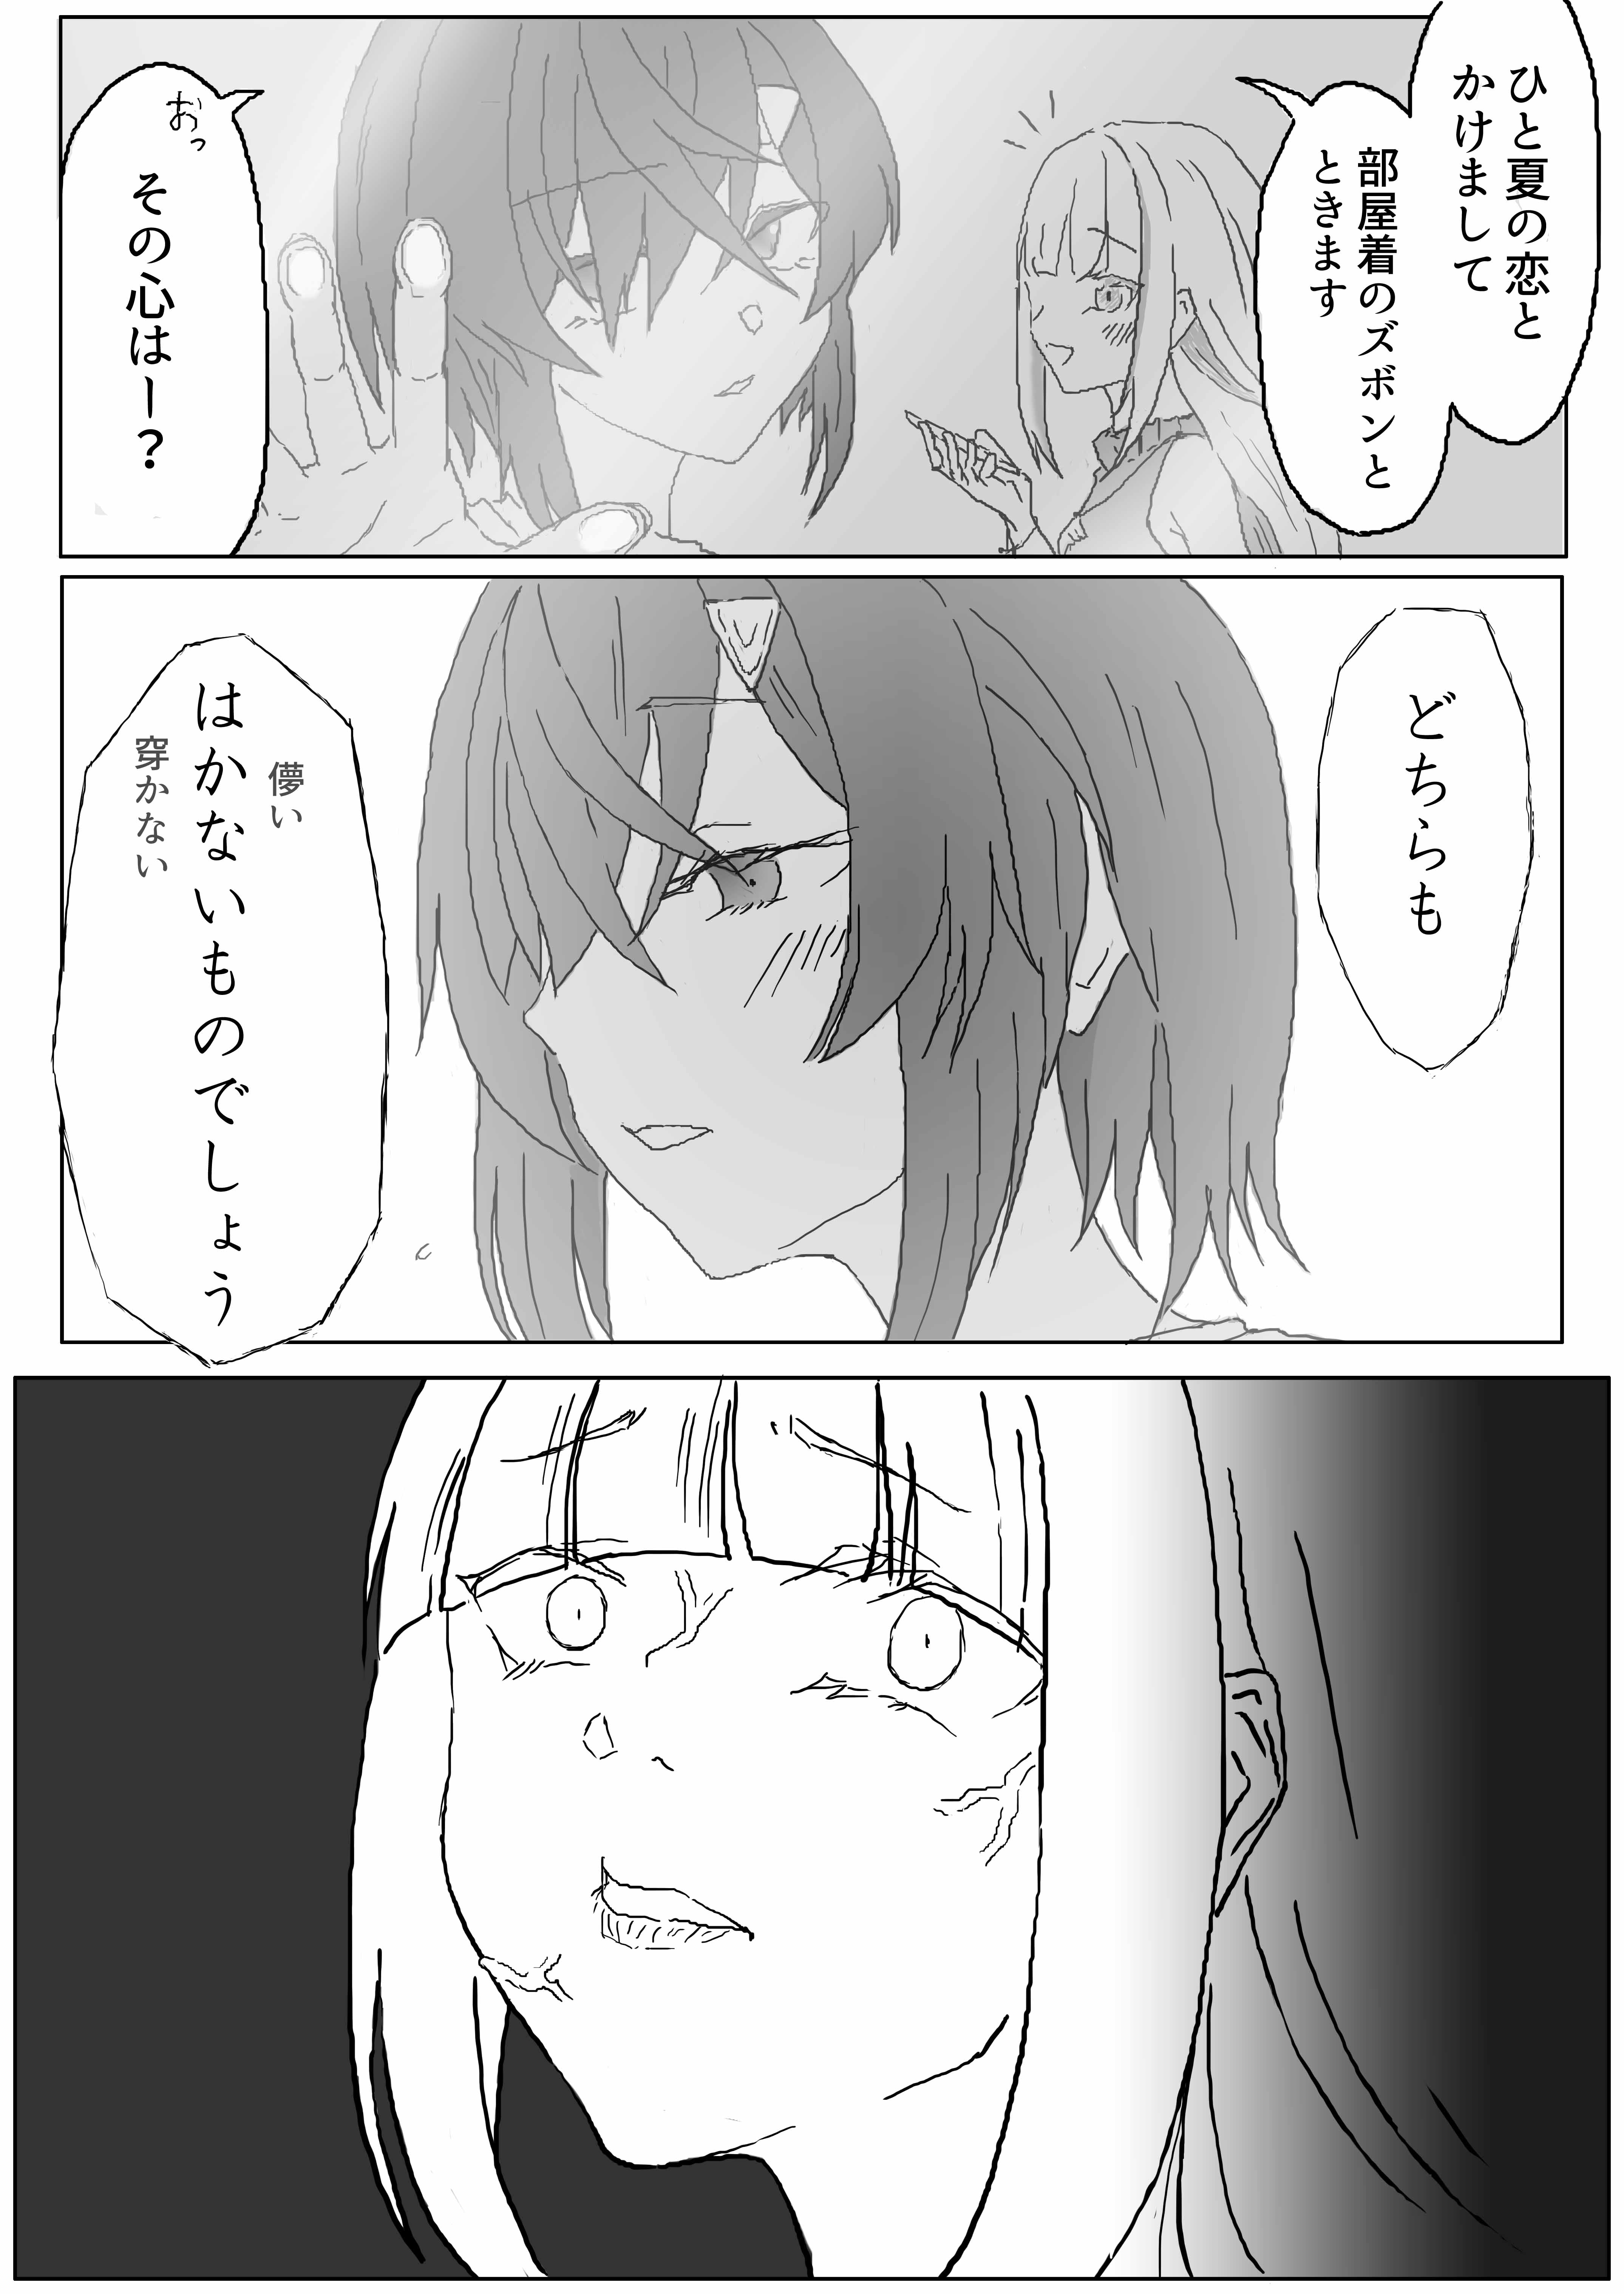 ひと夏の恋と
かけまして
部屋着のズボンと
ときます
おっ
その心はー？
どちらも
儚い
はかないものでしょう
穿かない